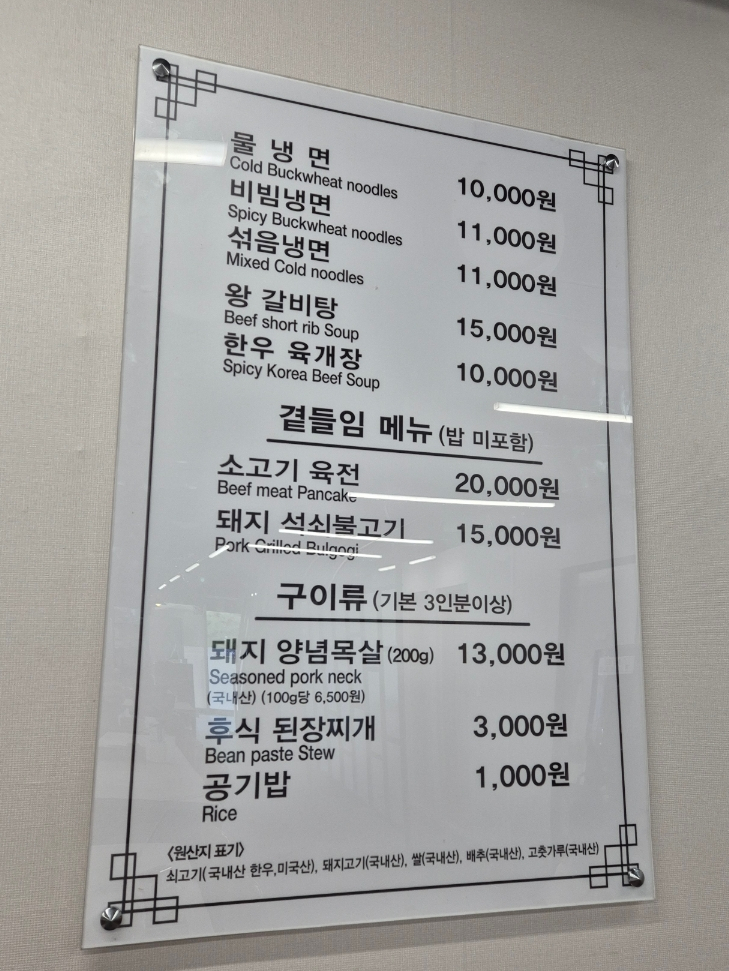 물 냉 면
Cold Buckwheat noodles
10,000원
비빔냉면
Spicy Buckwheat noodles
11,000원
섞음냉면
Mixed Cold noodles
11,000원
왕 갈비탕
Beef short rib Soup
15,000원
한우 육개장
Spicy Korea Beef Soup
10,000원
곁들임 메뉴 (밥 미포함)
소고기 육전
Beef meat Pancake
20,000원
돼지 석쇠불고기
Pork Grilled Bulgogi
15,000원
구이류 (기본 3인분이상)
돼지 양념목살 (200g) 13,000원
Seasoned pork neck
(국내산) (100g당 6,500원)
후식 된장찌개
Bean paste Stew
3,000원
공기밥
Rice
1,000원
〈원산지 표기〉
쇠고기( 국내산 한우,미국산), 돼지고기(국내산), 쌀(국내산), 배추(국내산), 고춧가루(국내산)